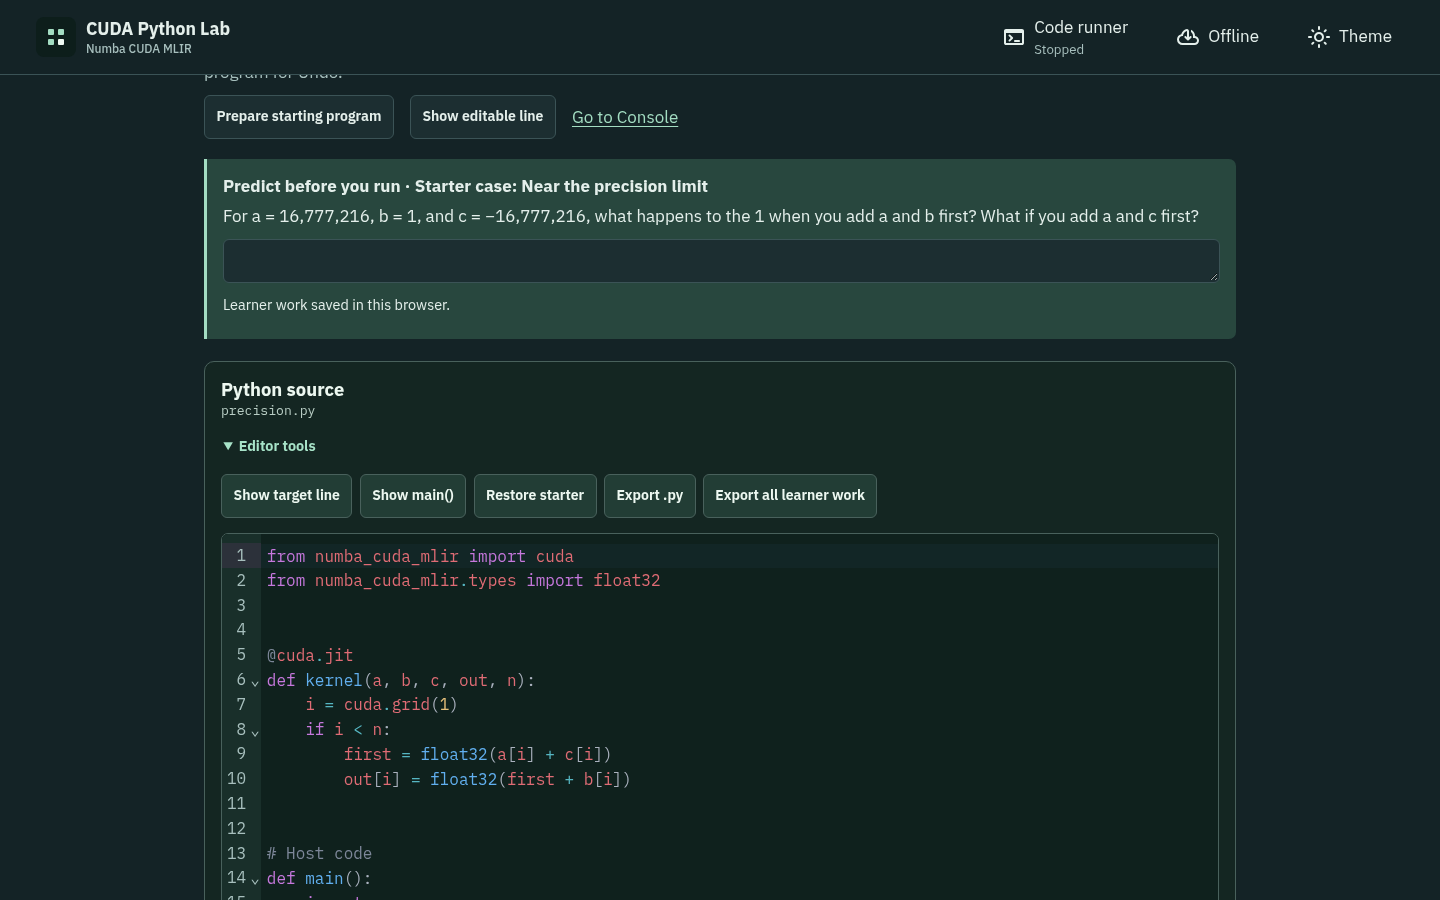 CUDA Python Lab
Numba CUDA MLIR
Code runner
Stopped
Offline
Theme
program for Undo.
Prepare starting program
Show editable line
Go to Console
Predict before you run · Starter case: Near the precision limit
For a = 16,777,216, b = 1, and c = −16,777,216, what happens to the 1 when you add a and b first? What if you add a and c first?
Learner work saved in this browser.
Python source
precision.py
▼ Editor tools
Show target line
Show main()
Restore starter
Export .py
Export all learner work
1 from numba_cuda_mlir import cuda
2 from numba_cuda_mlir.types import float32
3
4
5 @cuda.jit
6 def kernel(a, b, c, out, n):
7     i = cuda.grid(1)
8     if i < n:
9         first = float32(a[i] + c[i])
10         out[i] = float32(first + b[i])
11
12
13 # Host code
14 def main():